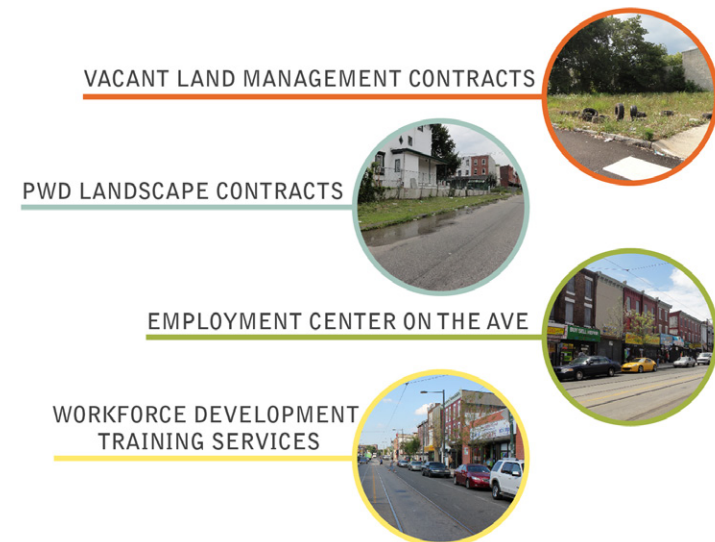 VACANT LAND MANAGEMENT CONTRACTS
PWD LANDSCAPE CONTRACTS
EMPLOYMENT CENTER ON THE AVE
WORKFORCE DEVELOPMENT
TRAINING SERVICES